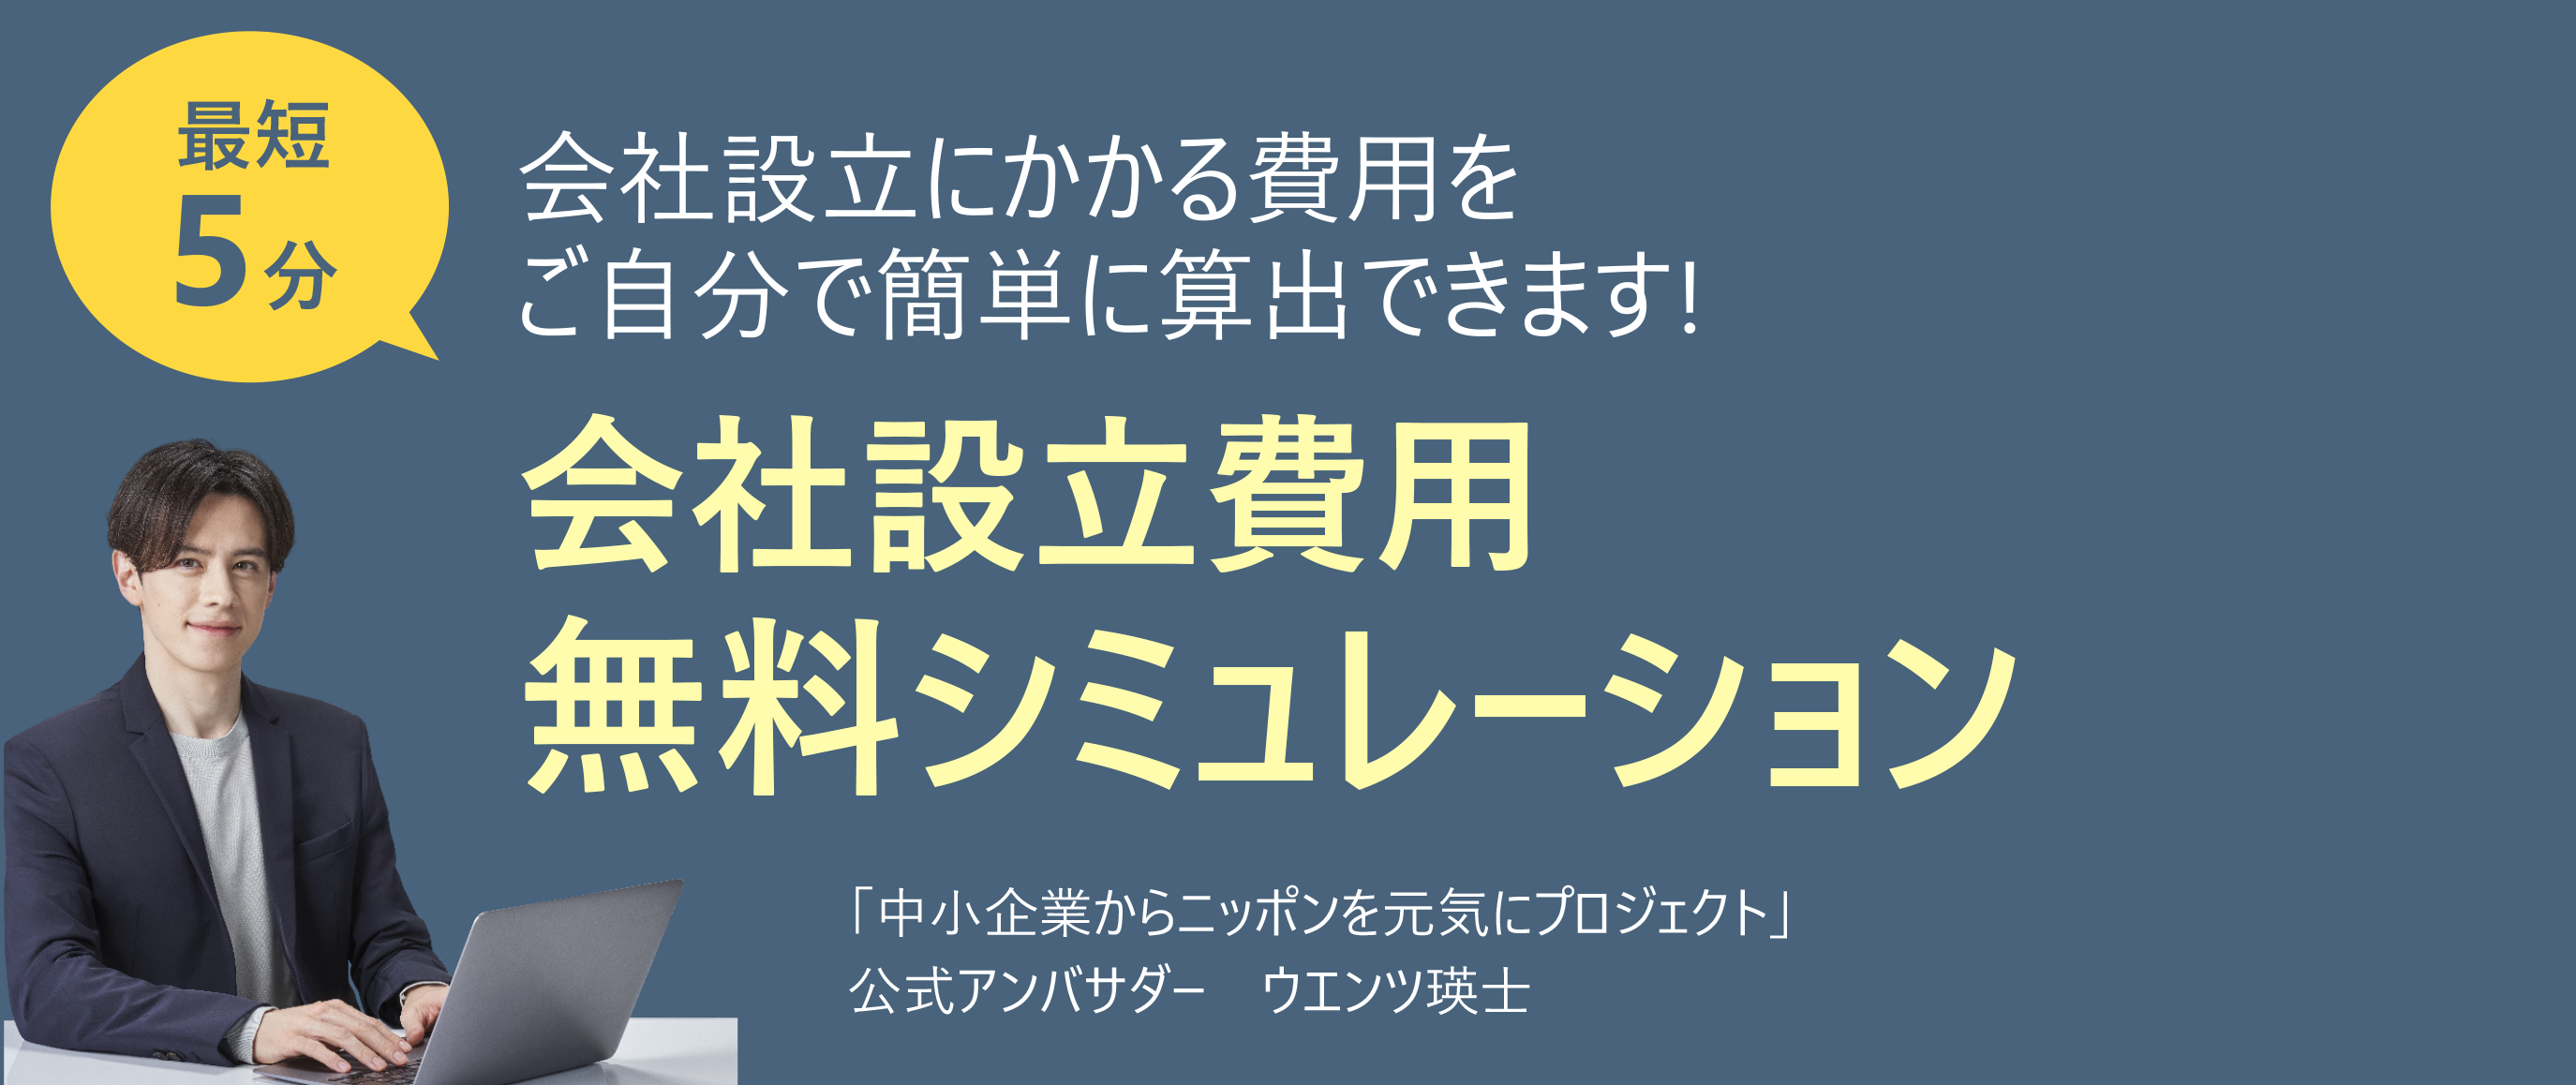 最短
5分
会社設立にかかる費用を
ご自分で簡単に算出できます!
会社設立費用
無料シミュレーション
「中小企業からニッポンを元気にプロジェクト」
公式アンバサダー　ウエンツ瑛士